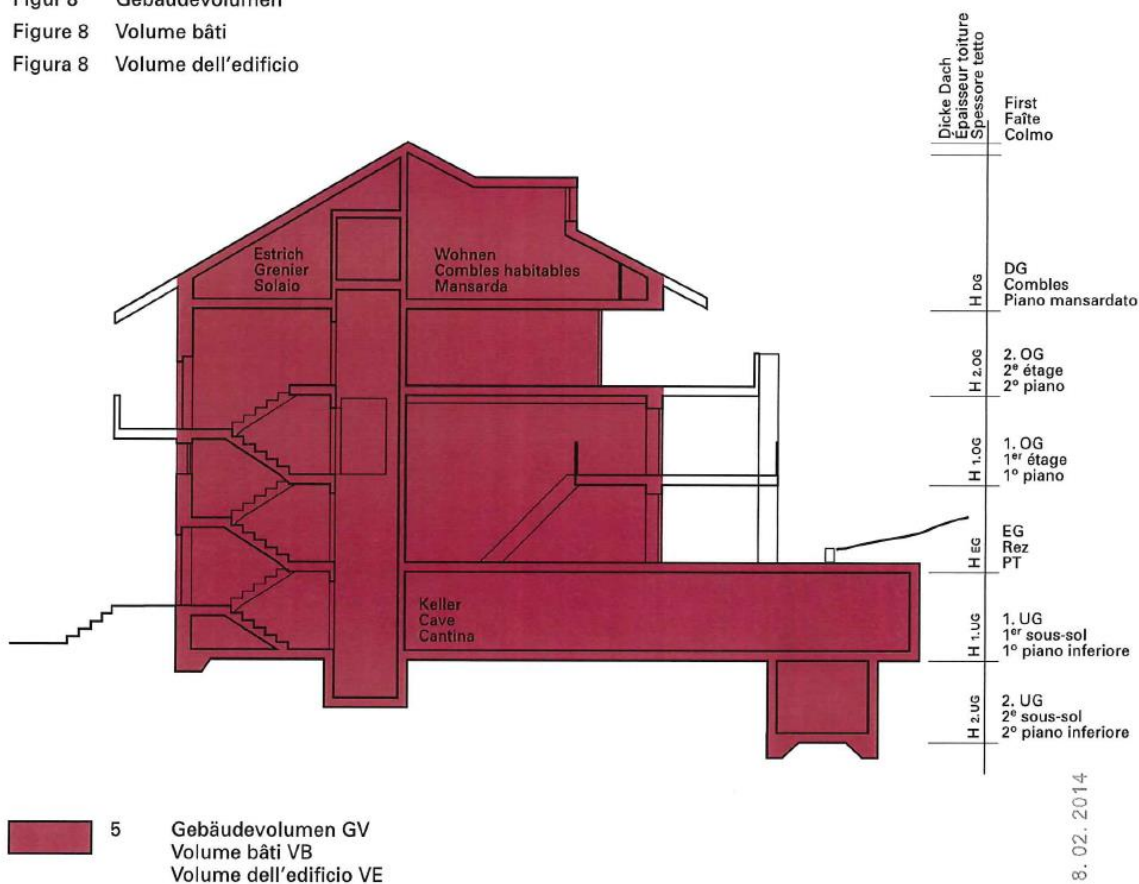 Figur 8 Gebäudevolumen
Figure 8 Volume bâti
Figura 8 Volume dell'edificio
Dicke Dach
Épaisseur toiture
Spessore tetto
First
Faîte
Colmo
Estrich
Grenier
Solaio
Wohnen
Combles habitables
Mansarda
H DG
DG
Combles
Piano mansardato
H 2.OG
2. OG
2e étage
2° piano
H 1.OG
1. OG
1er étage
1° piano
H EG
EG
Rez
PT
Keller
Cave
Cantina
H 1.UG
1. UG
1er sous-sol
1° piano inferiore
H 2.UG
2. UG
2e sous-sol
2° piano inferiore
5 Gebäudevolumen GV
Volume bâti VB
Volume dell'edificio VE
8. 02. 2014